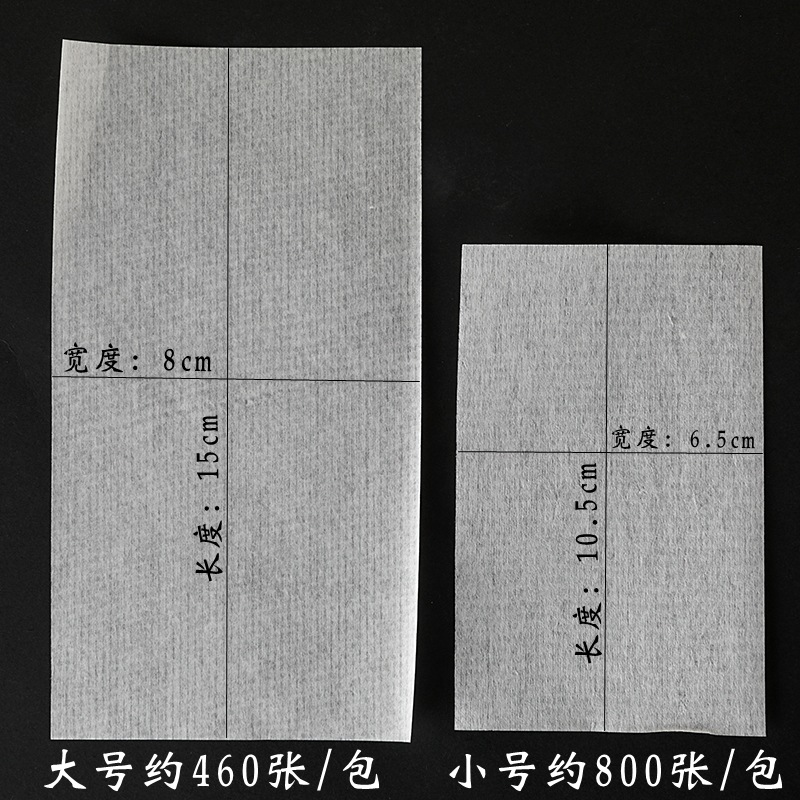 宽度: 8cm
长度: 15cm
宽度: 6.5cm
长度: 10.5cm
大号约460张/包
小号约800张/包